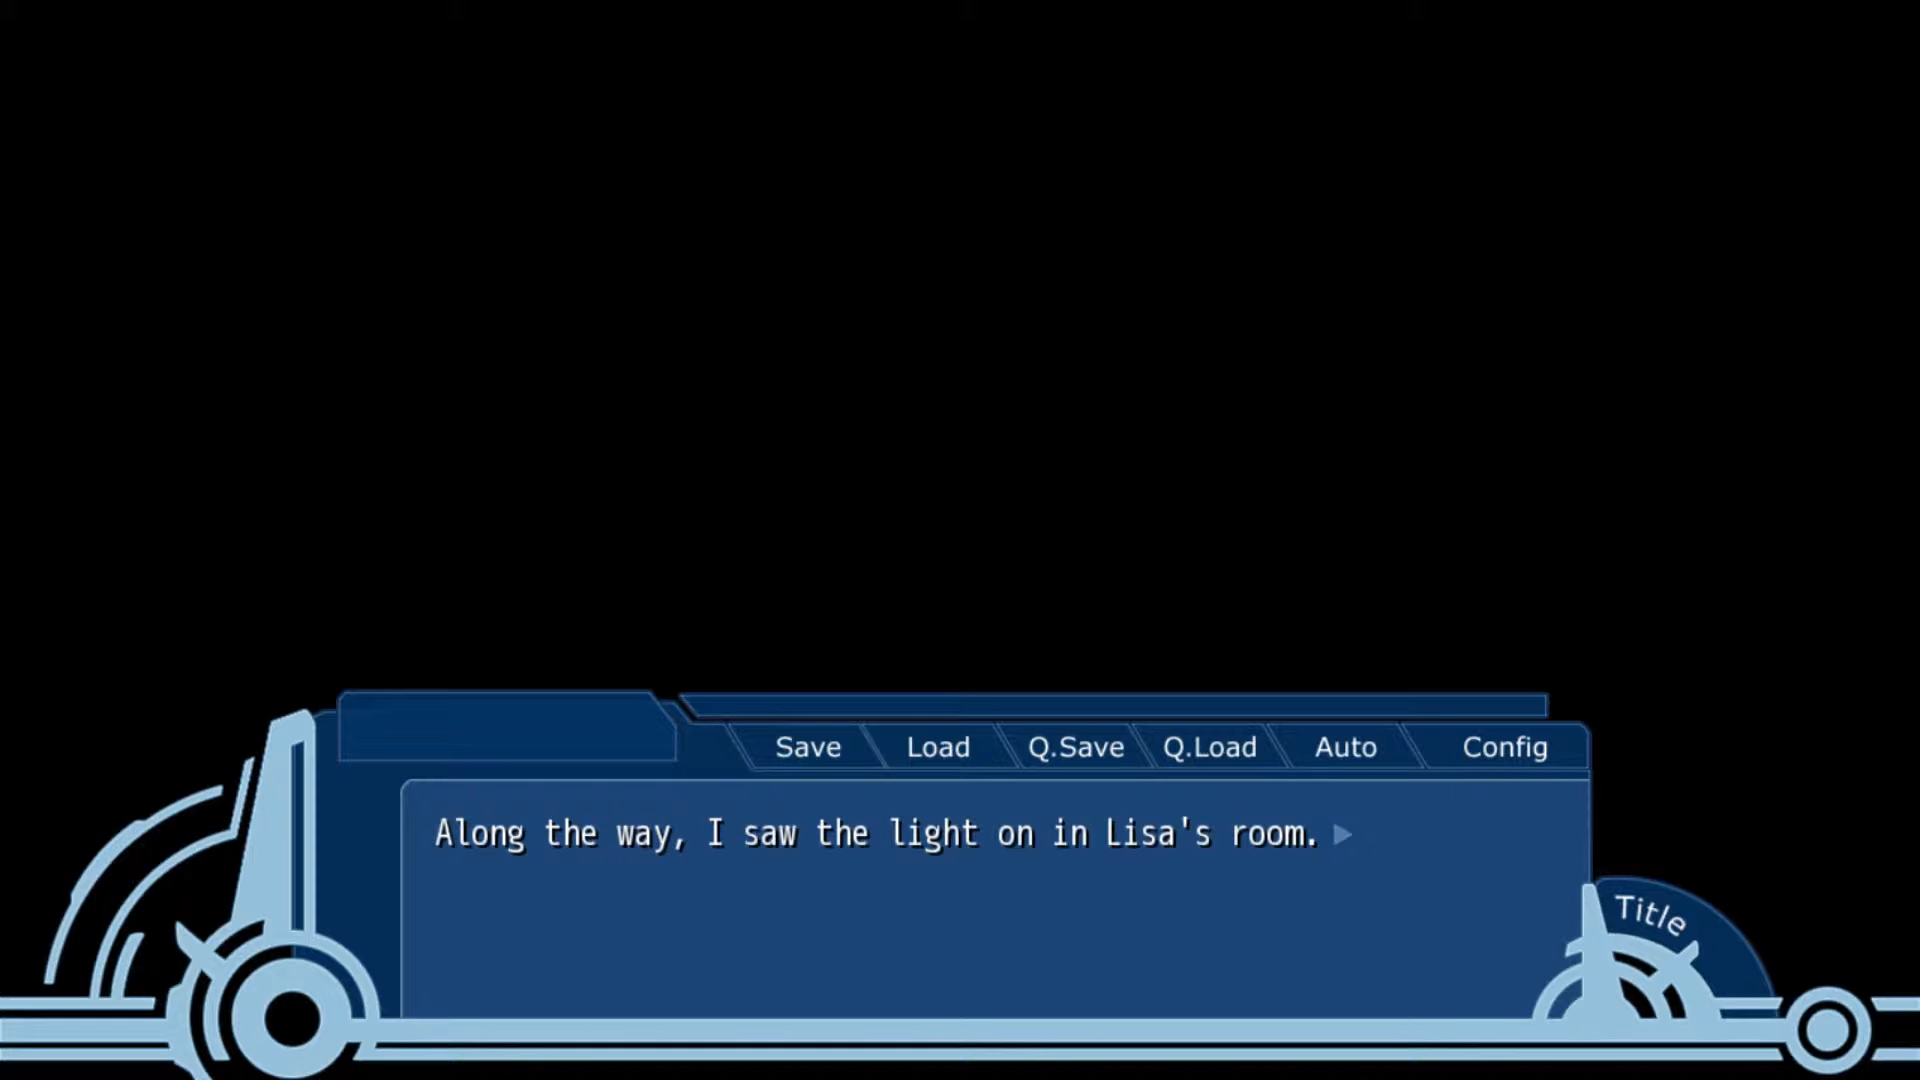 Save Load Q.Save Q.Load Auto Config
Along the way, I saw the light on in Lisa's room.
Title